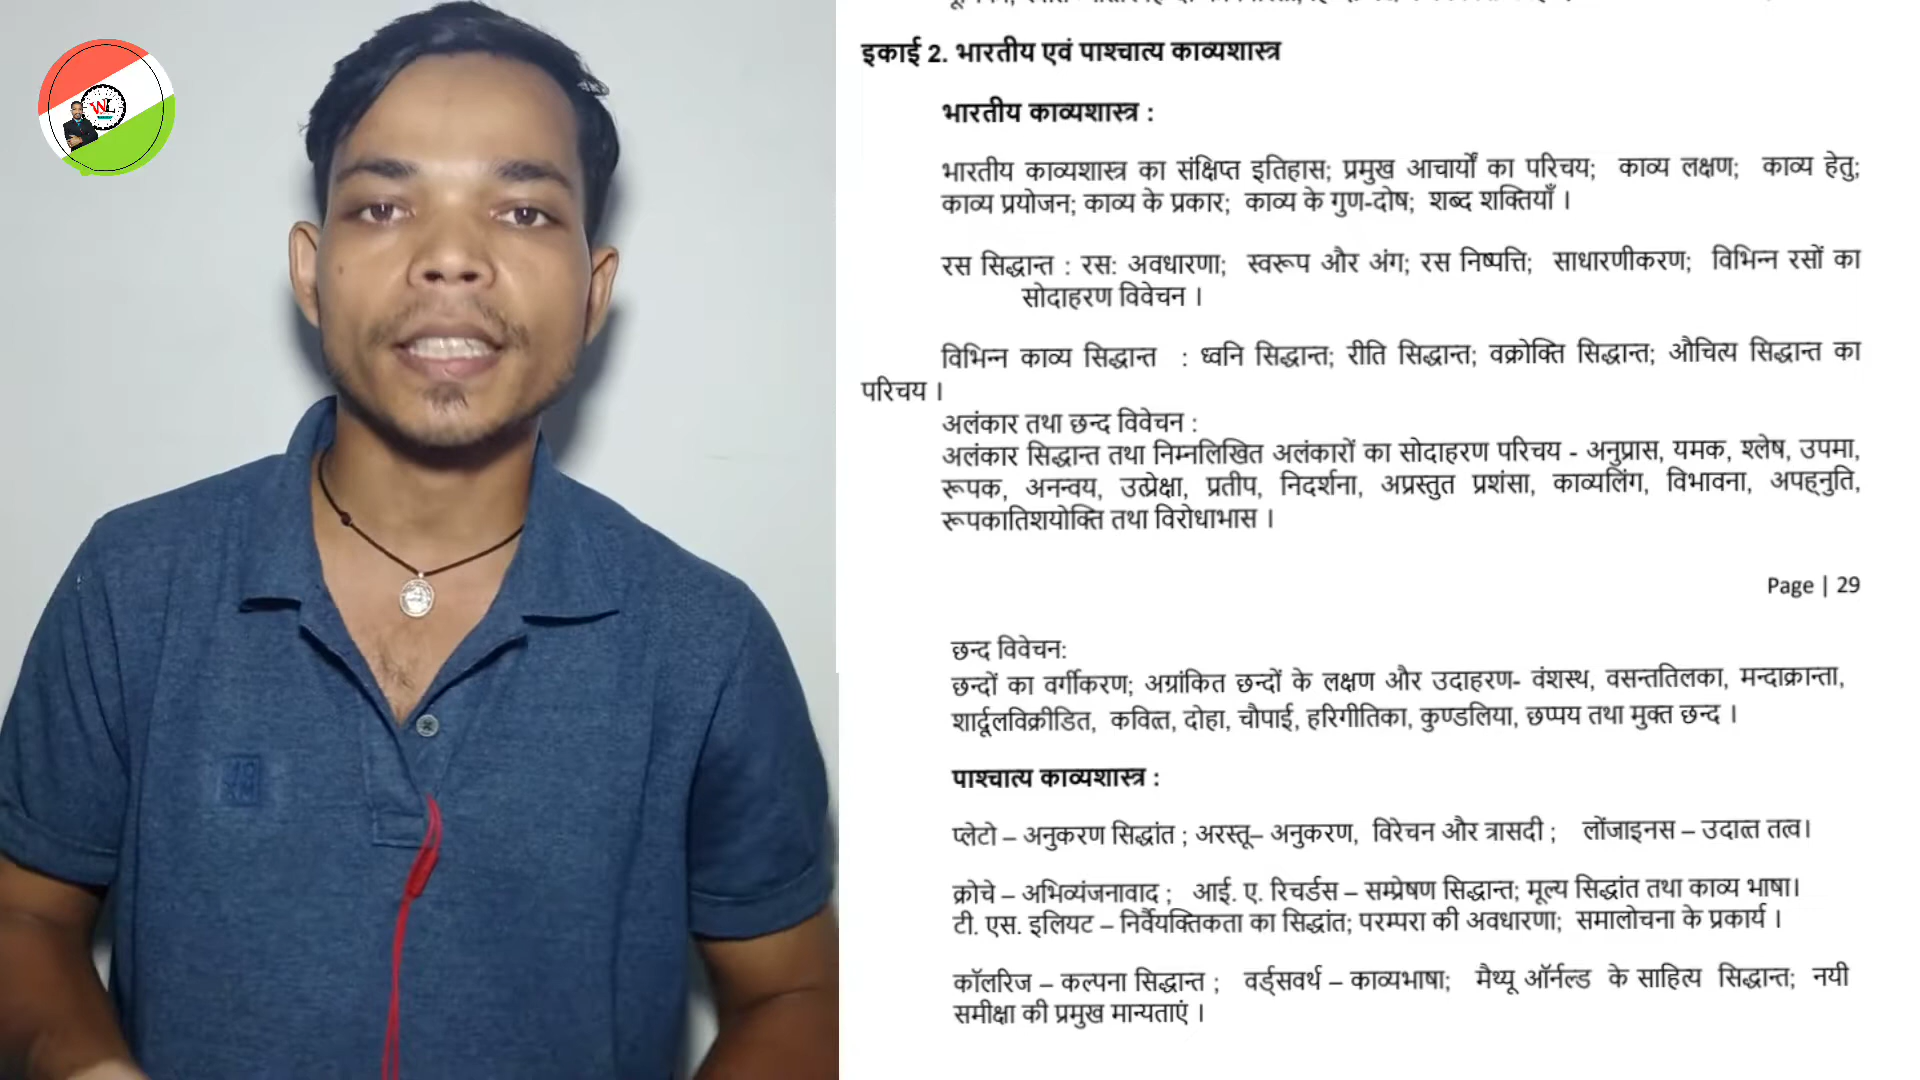 WL
इकाई 2. भारतीय एवं पाश्चात्य काव्यशास्त्र
भारतीय काव्यशास्त्र :
भारतीय काव्यशास्त्र का संक्षिप्त इतिहास; प्रमुख आचार्यों का परिचय; काव्य लक्षण; काव्य हेतु;
काव्य प्रयोजन; काव्य के प्रकार; काव्य के गुण-दोष; शब्द शक्तियाँ ।
रस सिद्धान्त : रस: अवधारणा; स्वरूप और अंग; रस निष्पत्ति; साधारणीकरण; विभिन्न रसों का
सोदाहरण विवेचन ।
विभिन्न काव्य सिद्धान्त : ध्वनि सिद्धान्त; रीति सिद्धान्त; वक्रोक्ति सिद्धान्त; औचित्य सिद्धान्त का
परिचय ।
अलंकार तथा छन्द विवेचन :
अलंकार सिद्धान्त तथा निम्नलिखित अलंकारों का सोदाहरण परिचय - अनुप्रास, यमक, श्लेष, उपमा,
रूपक, अनन्वय, उत्प्रेक्षा, प्रतीप, निदर्शना, अप्रस्तुत प्रशंसा, काव्यलिंग, विभावना, अपह्नुति,
रूपकातिशयोक्ति तथा विरोधाभास ।
Page | 29
छन्द विवेचन:
छन्दों का वर्गीकरण; अग्रांकित छन्दों के लक्षण और उदाहरण- वंशस्थ, वसन्ततिलका, मन्दाक्रान्ता,
शार्दूलविक्रीडित, कवित्त, दोहा, चौपाई, हरिगीतिका, कुण्डलिया, छप्पय तथा मुक्त छन्द ।
पाश्चात्य काव्यशास्त्र :
प्लेटो – अनुकरण सिद्धांत ; अरस्तू– अनुकरण, विरेचन और त्रासदी ; लोंजाइनस – उदात्त तत्व।
क्रोचे – अभिव्यंजनावाद ; आई. ए. रिचर्डस – सम्प्रेषण सिद्धान्त; मूल्य सिद्धांत तथा काव्य भाषा।
टी. एस. इलियट – निर्वैयक्तिकता का सिद्धांत; परम्परा की अवधारणा; समालोचना के प्रकार्य ।
कॉलरिज – कल्पना सिद्धान्त ; वर्ड्सवर्थ – काव्यभाषा; मैथ्यू ऑर्नल्ड के साहित्य सिद्धान्त; नयी
समीक्षा की प्रमुख मान्यताएं ।